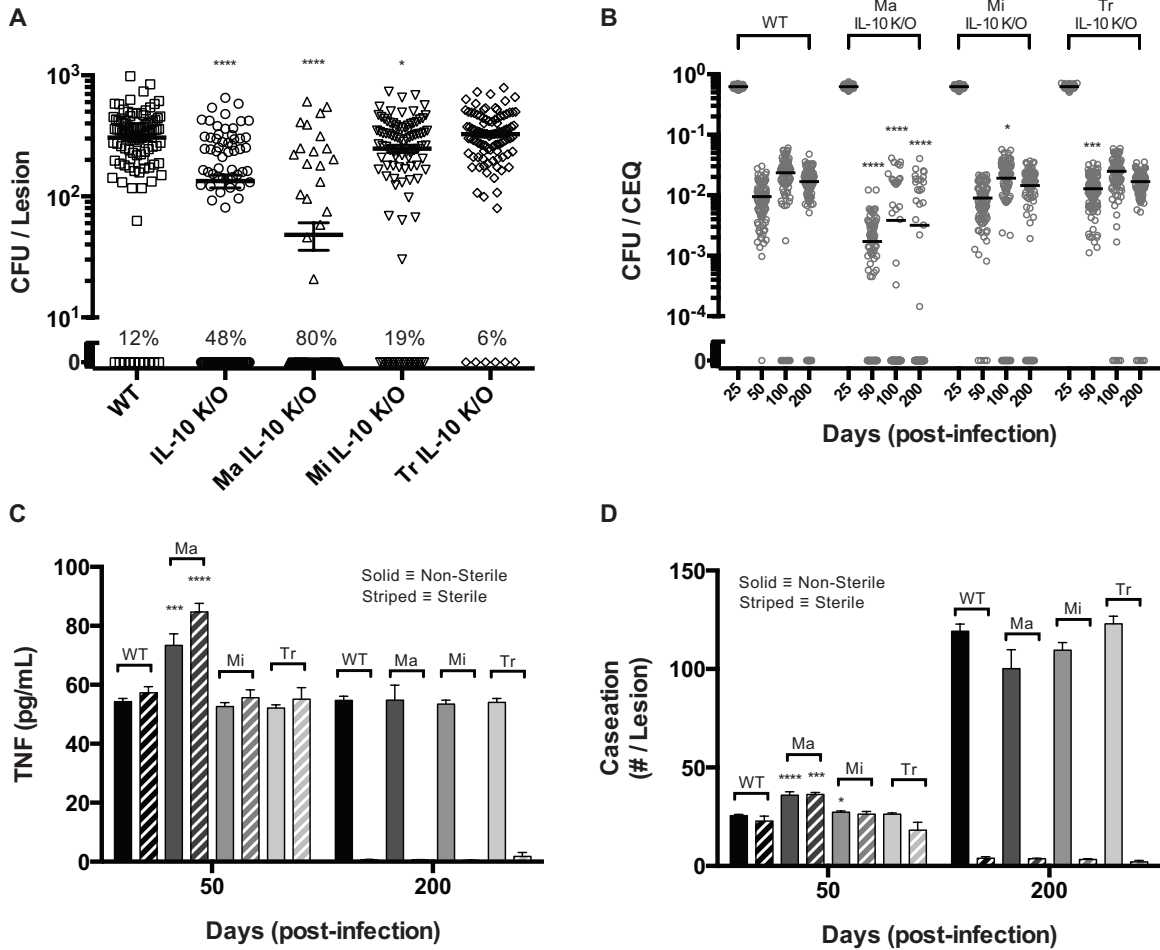 A
****
****
*
10³
10²
10¹
0
CFU / Lesion
12%
48%
80%
19%
6%
WT
IL-10 K/O
Ma IL-10 K/O
Mi IL-10 K/O
Tr IL-10 K/O
B
WT
Ma
IL-10 K/O
Mi
IL-10 K/O
Tr
IL-10 K/O
10⁰
10⁻¹
10⁻²
10⁻³
10⁻⁴
0
CFU / CEQ
****
****
****
*
***
25 50 100 200 25 50 100 200 25 50 100 200 25 50 100 200
Days (post-infection)
C
100
80
60
40
20
0
TNF (pg/mL)
Solid ≡ Non-Sterile
Striped ≡ Sterile
WT
Ma
***
****
Mi
Tr
WT
Ma
Mi
Tr
50 200
Days (post-infection)
D
150
100
50
0
Caseation
(# / Lesion)
Solid ≡ Non-Sterile
Striped ≡ Sterile
WT
Ma
****
***
Mi
*
Tr
WT
Ma
Mi
Tr
50 200
Days (post-infection)